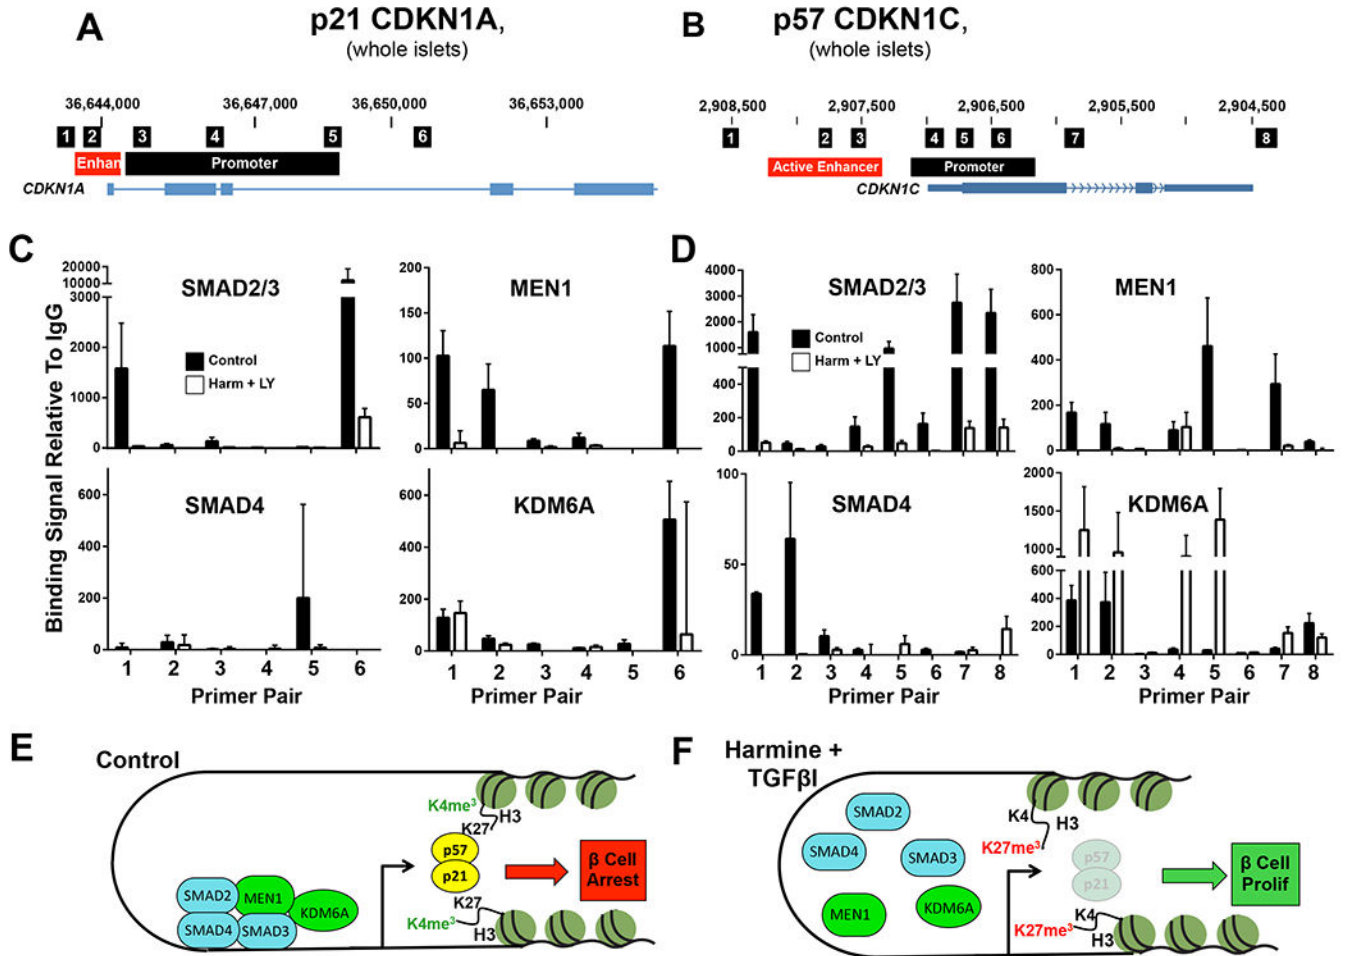 A
p21 CDKN1A,
(whole islets)
36,644,000 36,647,000 36,650,000 36,653,000
1 2 3 4 5 6
Enhan Promoter
CDKN1A
B
p57 CDKN1C,
(whole islets)
2,908,500 2,907,500 2,906,500 2,905,500 2,904,500
1 2 3 4 5 6 7 8
Active Enhancer Promoter
CDKN1C
C
Binding Signal Relative To IgG
SMAD2/3
20000
10000
3000
2000
1000
0
Control
Harm + LY
MEN1
200
150
100
50
0
SMAD4
600
400
200
0
1 2 3 4 5 6
Primer Pair
KDM6A
600
400
200
0
1 2 3 4 5 6
Primer Pair
D
SMAD2/3
4000
3000
2000
1000
400
200
0
Control
Harm + LY
MEN1
800
600
400
200
0
SMAD4
100
50
0
1 2 3 4 5 6 7 8
Primer Pair
KDM6A
2000
1500
1000
600
400
200
0
1 2 3 4 5 6 7 8
Primer Pair
E
Control
K4me³
H3
K27
p57
p21
β Cell
Arrest
K27
K4me³
H3
SMAD2
MEN1
KDM6A
SMAD4
SMAD3
F
Harmine +
TGFβI
SMAD2
SMAD4
SMAD3
MEN1
KDM6A
K4
H3
K27me³
p57
p21
β Cell
Prolif
K4
K27me³
H3